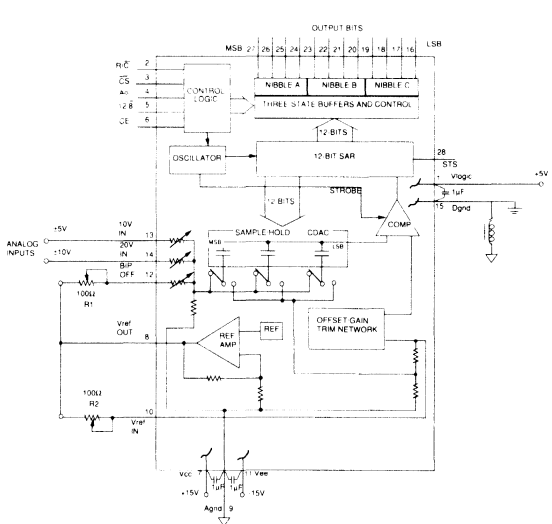 OUTPUT BITS
MSB 27 26 25 24 23 22 21 20 19 18 17 16 LSB
R/C 2
CS 3
Ao 4
12/8 5
CE 6
CONTROL
LOGIC
NIBBLE A NIBBLE B NIBBLE C
THREE STATE BUFFERS AND CONTROL
12-BITS
OSCILLATOR
12-BIT SAR
28
STS
12-BITS
STROBE
1 Vlogic
+5V
1µF
15 Dgnd
COMP
ANALOG
INPUTS
±5V
10V
IN 13
±10V
20V
IN 14
BIP
OFF 12
100Ω
R1
SAMPLE HOLD CDAC
MSB
LSB
OFFSET GAIN
TRIM NETWORK
Vref
OUT 8
REF
AMP
REF
100Ω
R2
10
Vref
IN
Vcc 7
11 Vee
1µF
1µF
+15V
-15V
Agnd 9